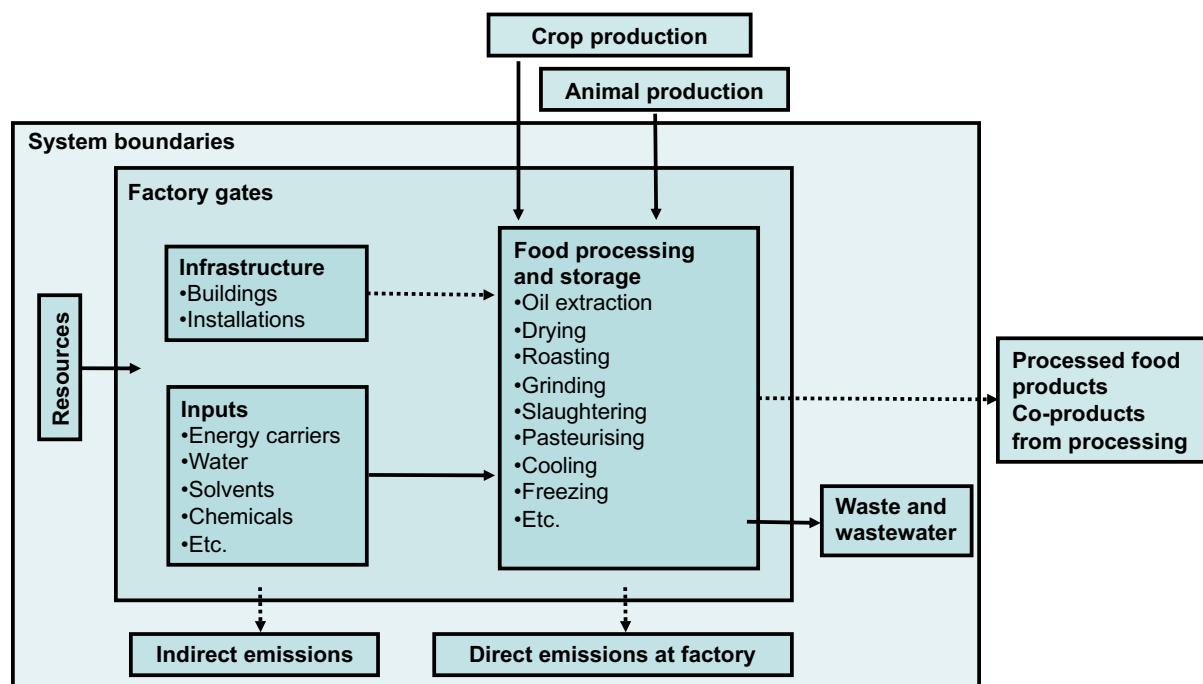 Crop production
Animal production
System boundaries
Factory gates
Infrastructure
•Buildings
•Installations
Resources
Inputs
•Energy carriers
•Water
•Solvents
•Chemicals
•Etc.
Food processing
and storage
•Oil extraction
•Drying
•Roasting
•Grinding
•Slaughtering
•Pasteurising
•Cooling
•Freezing
•Etc.
Processed food
products
Co-products
from processing
Waste and
wastewater
Indirect emissions
Direct emissions at factory